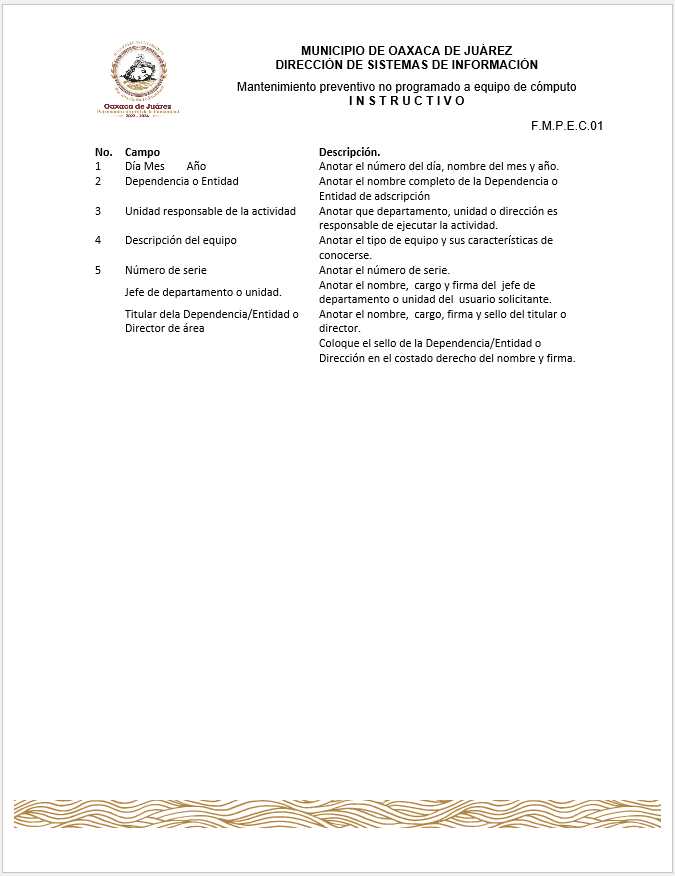 MUNICIPIO DE OAXACA DE JUÁREZ
DIRECCIÓN DE SISTEMAS DE INFORMACIÓN
Mantenimiento preventivo no programado a equipo de cómputo
I N S T R U C T I V O
Oaxaca de Juárez
2022 - 2024
F.M.P.E.C.01
No. Campo Descripción.
1 Día Mes Año Anotar el número del día, nombre del mes y año.
2 Dependencia o Entidad Anotar el nombre completo de la Dependencia o
Entidad de adscripción
3 Unidad responsable de la actividad Anotar que departamento, unidad o dirección es
responsable de ejecutar la actividad.
4 Descripción del equipo Anotar el tipo de equipo y sus características de
conocerse.
5 Número de serie Anotar el número de serie.
Jefe de departamento o unidad. Anotar el nombre, cargo y firma del jefe de
departamento o unidad del usuario solicitante.
Titular dela Dependencia/Entidad o Anotar el nombre, cargo, firma y sello del titular o
Director de área director.
Coloque el sello de la Dependencia/Entidad o
Dirección en el costado derecho del nombre y firma.